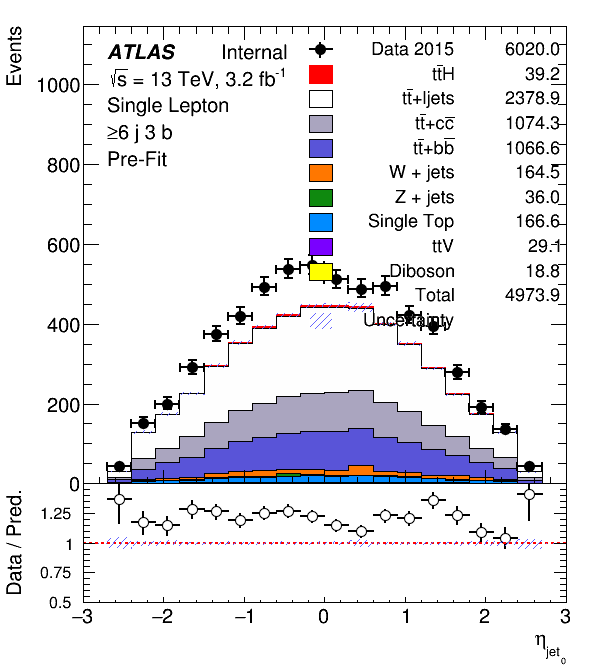 Events
ATLAS Internal
√s = 13 TeV, 3.2 fb⁻¹
Single Lepton
≥6 j 3 b
Pre-Fit
Data 2015 6020.0
tt̄H 39.2
tt̄+ljets 2378.9
tt̄+cc̄ 1074.3
tt̄+bb̄ 1066.6
W + jets 164.5
Z + jets 36.0
Single Top 166.6
ttV 29.1
Diboson 18.8
Total 4973.9
Uncertainty
1000
800
600
400
200
0
Data / Pred.
1.25
1
0.75
0.5
−3 −2 −1 0 1 2 3
η_jet₀